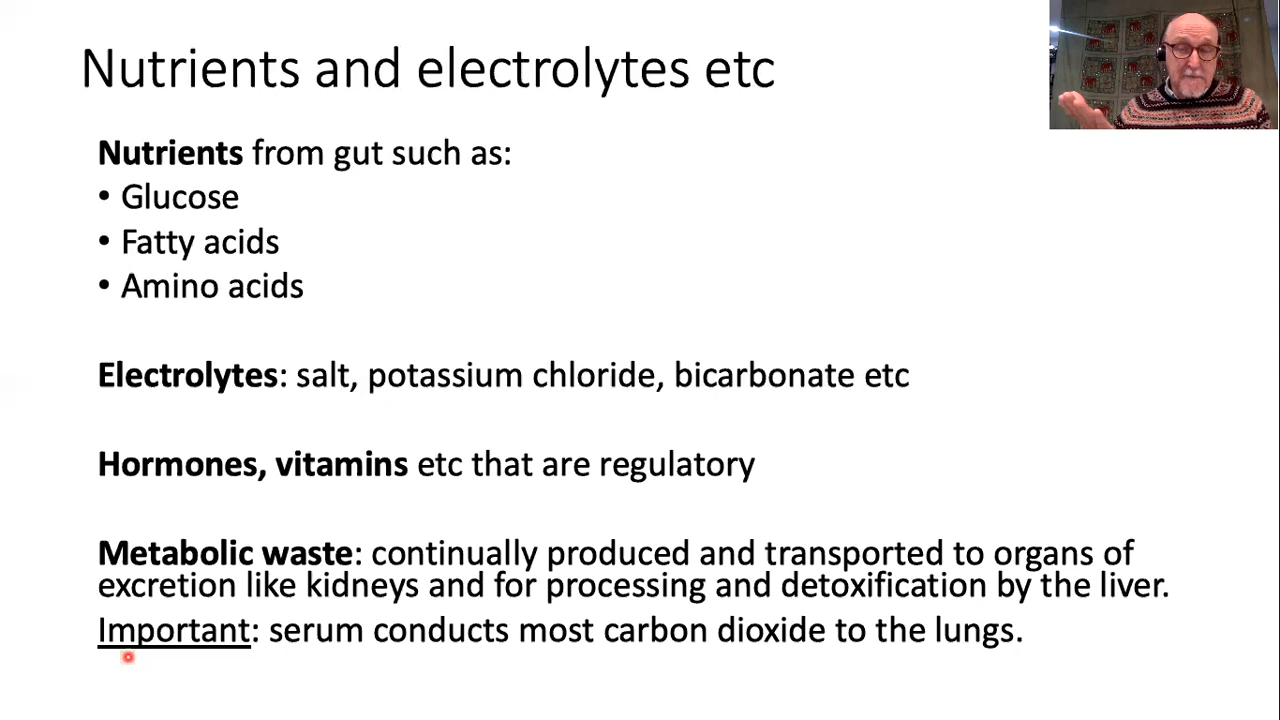 Nutrients and electrolytes etc
Nutrients from gut such as:
• Glucose
• Fatty acids
• Amino acids
Electrolytes: salt, potassium chloride, bicarbonate etc
Hormones, vitamins etc that are regulatory
Metabolic waste: continually produced and transported to organs of
excretion like kidneys and for processing and detoxification by the liver.
Important: serum conducts most carbon dioxide to the lungs.